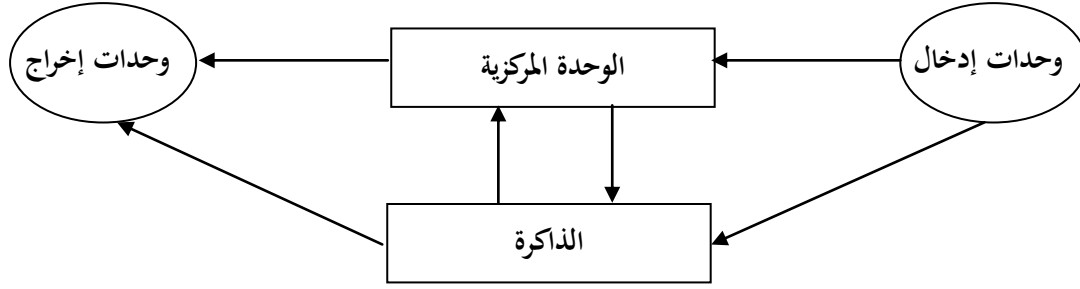 وحدات إدخال
الوحدة المركزية
وحدات إخراج
الذاكرة